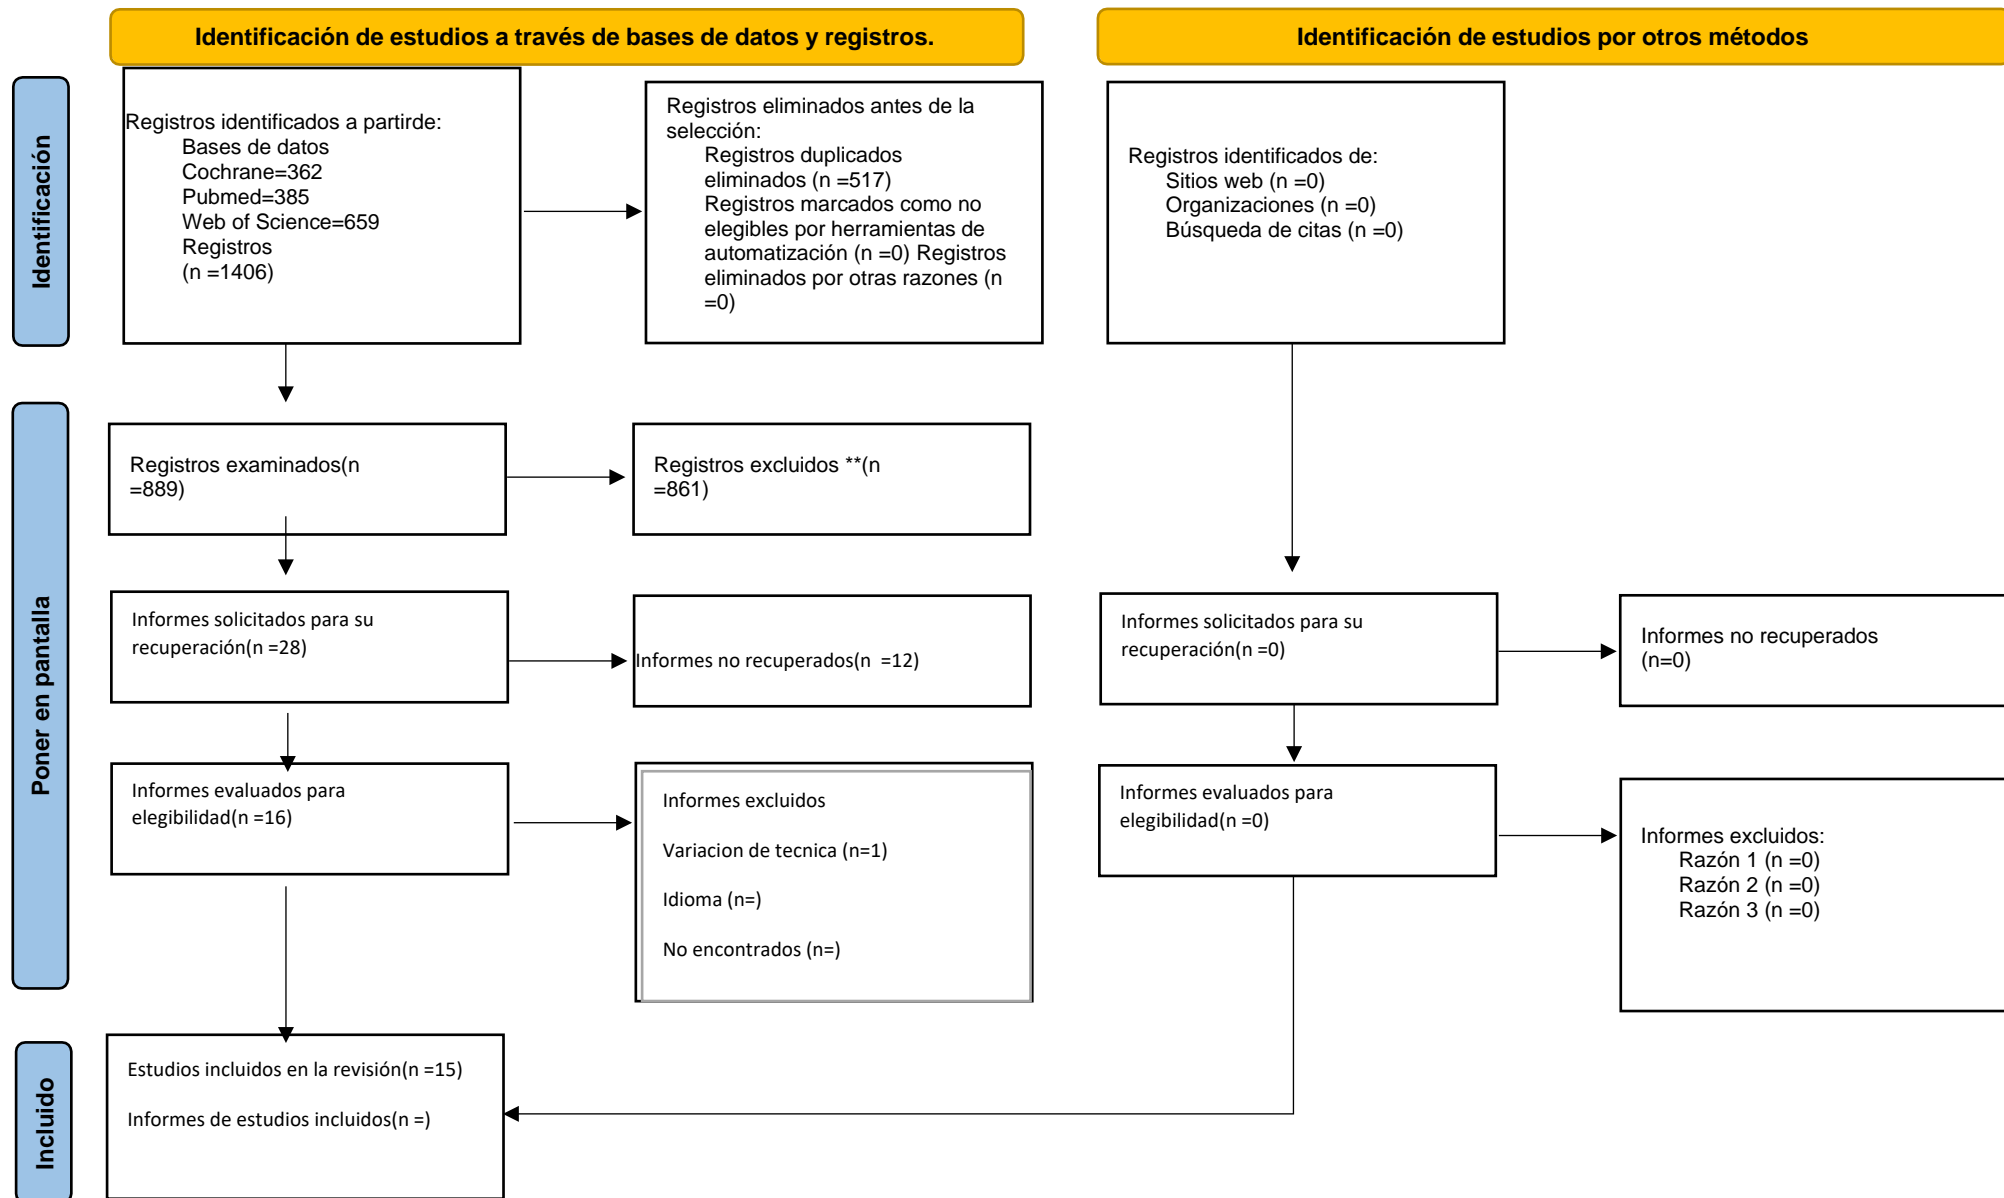 Identificación de estudios a través de bases de datos y registros.
Identificación de estudios por otros métodos
Identificación
Registros identificados a partirde:
Bases de datos
Cochrane=362
Pubmed=385
Web of Science=659
Registros
(n =1406)
Registros eliminados antes de la
selección:
Registros duplicados
eliminados (n =517)
Registros marcados como no
elegibles por herramientas de
automatización (n =0) Registros
eliminados por otras razones (n
=0)
Registros identificados de:
Sitios web (n =0)
Organizaciones (n =0)
Búsqueda de citas (n =0)
Poner en pantalla
Registros examinados(n
=889)
Registros excluidos **(n
=861)
Informes solicitados para su
recuperación(n =28)
Informes no recuperados(n  =12)
Informes solicitados para su
recuperación(n =0)
Informes no recuperados
(n=0)
Informes evaluados para
elegibilidad(n =16)
Informes excluidos
Variacion de tecnica (n=1)
Idioma (n=)
No encontrados (n=)
Informes evaluados para
elegibilidad(n =0)
Informes excluidos:
Razón 1 (n =0)
Razón 2 (n =0)
Razón 3 (n =0)
Incluido
Estudios incluidos en la revisión(n =15)
Informes de estudios incluidos(n =)